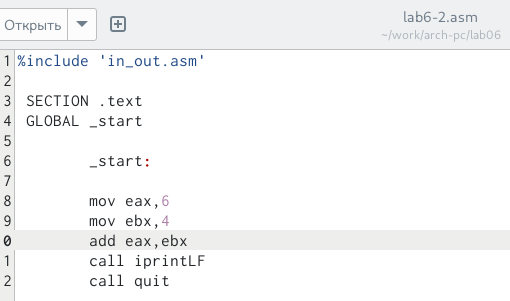 Открыть
lab6-2.asm
~/work/arch-pc/lab06
1 %include 'in_out.asm'
2
3 SECTION .text
4 GLOBAL _start
5
6 _start:
7
8 mov eax,6
9 mov ebx,4
0 add eax,ebx
1 call iprintLF
2 call quit